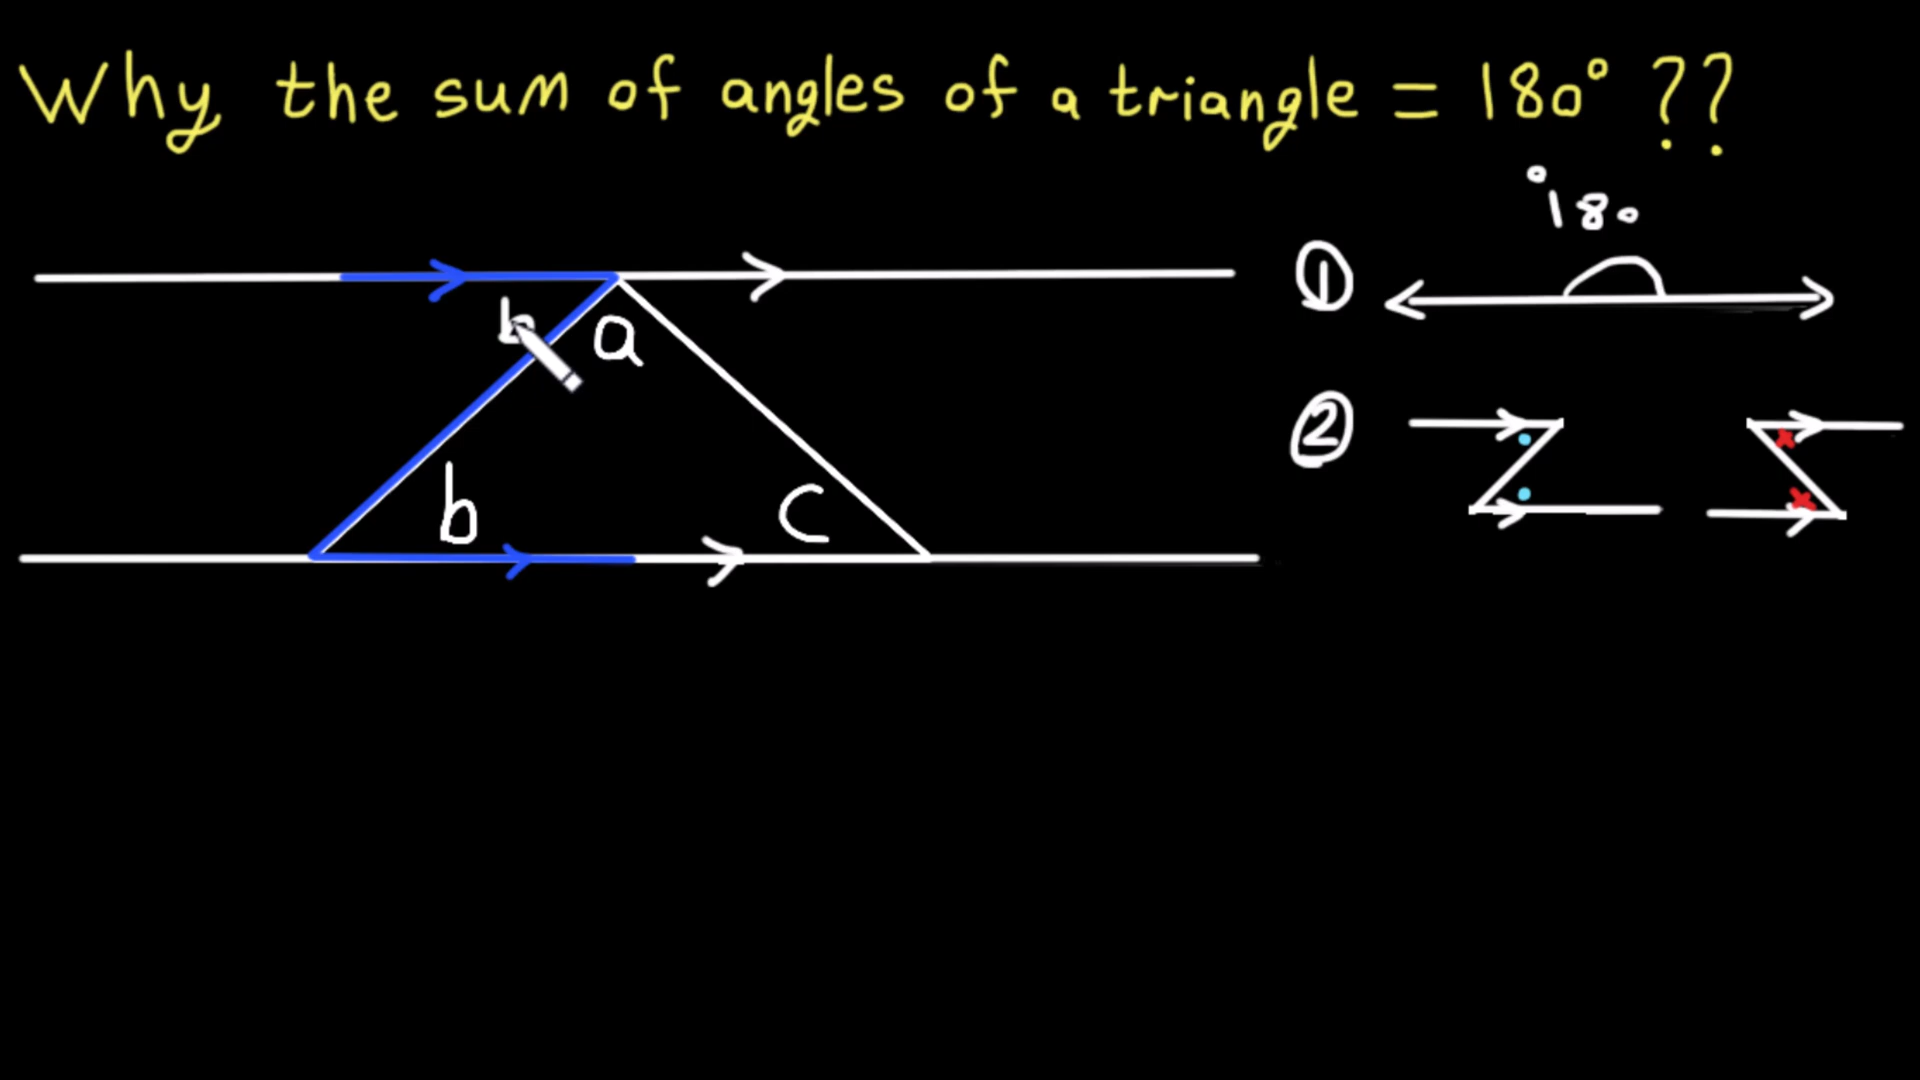 Why the sum of angles of a triangle = 180° ??
°180
①
②
b a
b c